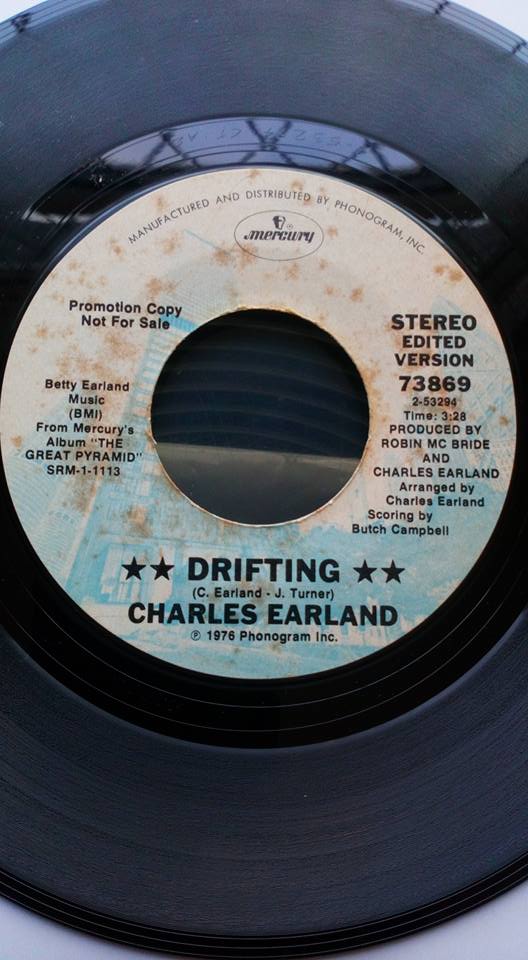 MANUFACTURED AND DISTRIBUTED BY PHONOGRAM, INC.
mercury
®
Promotion Copy
Not For Sale
Betty Earland
Music
(BMI)
From Mercury's
Album "THE
GREAT PYRAMID"
SRM-1-1113
STEREO
EDITED
VERSION
73869
2-53294
Time: 3:28
PRODUCED BY
ROBIN MC BRIDE
AND
CHARLES EARLAND
Arranged by
Charles Earland
Scoring by
Butch Campbell
★★ DRIFTING ★★
(C. Earland - J. Turner)
CHARLES EARLAND
℗ 1976 Phonogram Inc.